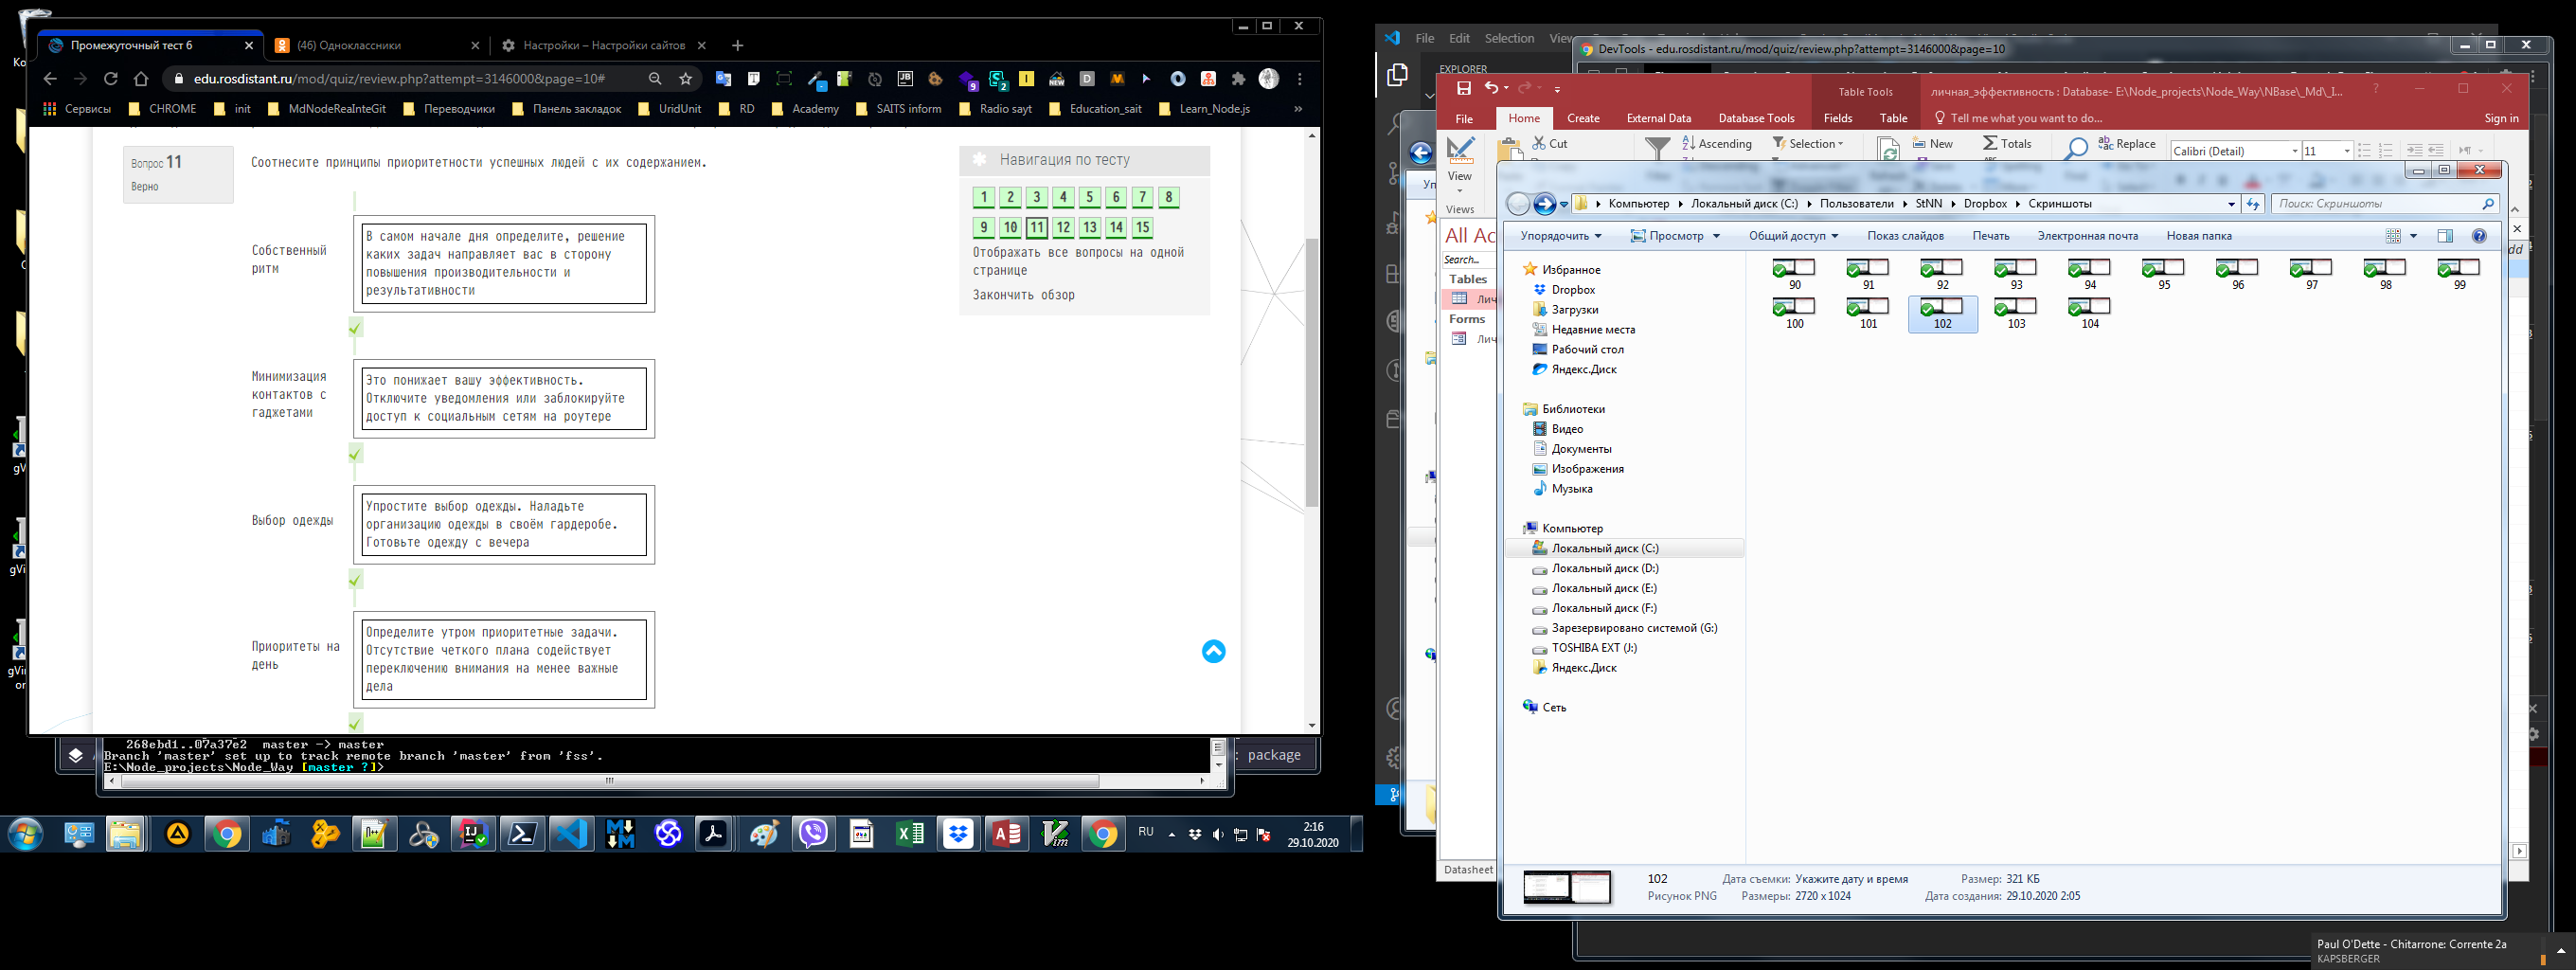 Промежуточный тест 6
(46) Одноклассники
Настройки – Настройки сайтов
edu.rosdistant.ru/mod/quiz/review.php?attempt=3146000&page=10#
Сервисы
CHROME
init
MdNodeReaInteGit
Переводчики
Панель закладок
UridUnit
RD
Academy
SAITS inform
Radio sayt
Education_sait
Learn_Node.js
»
Вопрос 11
Верно
Соотнесите принципы приоритетности успешных людей с их содержанием.
Собственный
ритм
В самом начале дня определите, решение
каких задач направляет вас в сторону
повышения производительности и
результативности
Минимизация
контактов с
гаджетами
Это понижает вашу эффективность.
Отключите уведомления или заблокируйте
доступ к социальным сетям на роутере
Выбор одежды
Упростите выбор одежды. Наладьте
организацию одежды в своём гардеробе.
Готовьте одежду с вечера
Приоритеты на
день
Определите утром приоритетные задачи.
Отсутствие четкого плана содействует
переключению внимания на менее важные
дела
Навигация по тесту
1 2 3 4 5 6 7 8
9 10 11 12 13 14 15
Отображать все вопросы на одной
странице
Закончить обзор
268ebd1..07a37e2 master -> master
Branch 'master' set up to track remote branch 'master' from 'fss'.
E:\Node_projects\Node_Way [master ?]>
: package
RU
2:16
29.10.2020
File Edit Selection
EXPLORER
DevTools - edu.rosdistant.ru/mod/quiz/review.php?attempt=3146000&page=10
Table Tools
личная_эффективность : Database- E:\Node_projects\Node_Way\NBase\_Md\_I...
File Home Create External Data Database Tools Fields Table Tell me what you want to do...
Sign in
View
Views
Cut
Ascending
Selection
New
Totals
Replace
Calibri (Detail)
11
All Ac
Search...
Tables
Лич
Forms
Лич
Datasheet
Компьютер
Локальный диск (C:)
Пользователи
StNN
Dropbox
Скриншоты
Поиск: Скриншоты
Упорядочить
Просмотр
Общий доступ
Показ слайдов
Печать
Электронная почта
Новая папка
Избранное
Dropbox
Загрузки
Недавние места
Рабочий стол
Яндекс.Диск
Библиотеки
Видео
Документы
Изображения
Музыка
Компьютер
Локальный диск (C:)
Локальный диск (D:)
Локальный диск (E:)
Локальный диск (F:)
Зарезервировано системой (G:)
TOSHIBA EXT (J:)
Яндекс.Диск
Сеть
90 91 92 93 94 95 96 97 98 99
100 101 102 103 104
102
Рисунок PNG
Дата съемки: Укажите дату и время
Размеры: 2720 x 1024
Размер: 321 КБ
Дата создания: 29.10.2020 2:05
Paul O'Dette - Chitarrone: Corrente 2a
KAPSBERGER